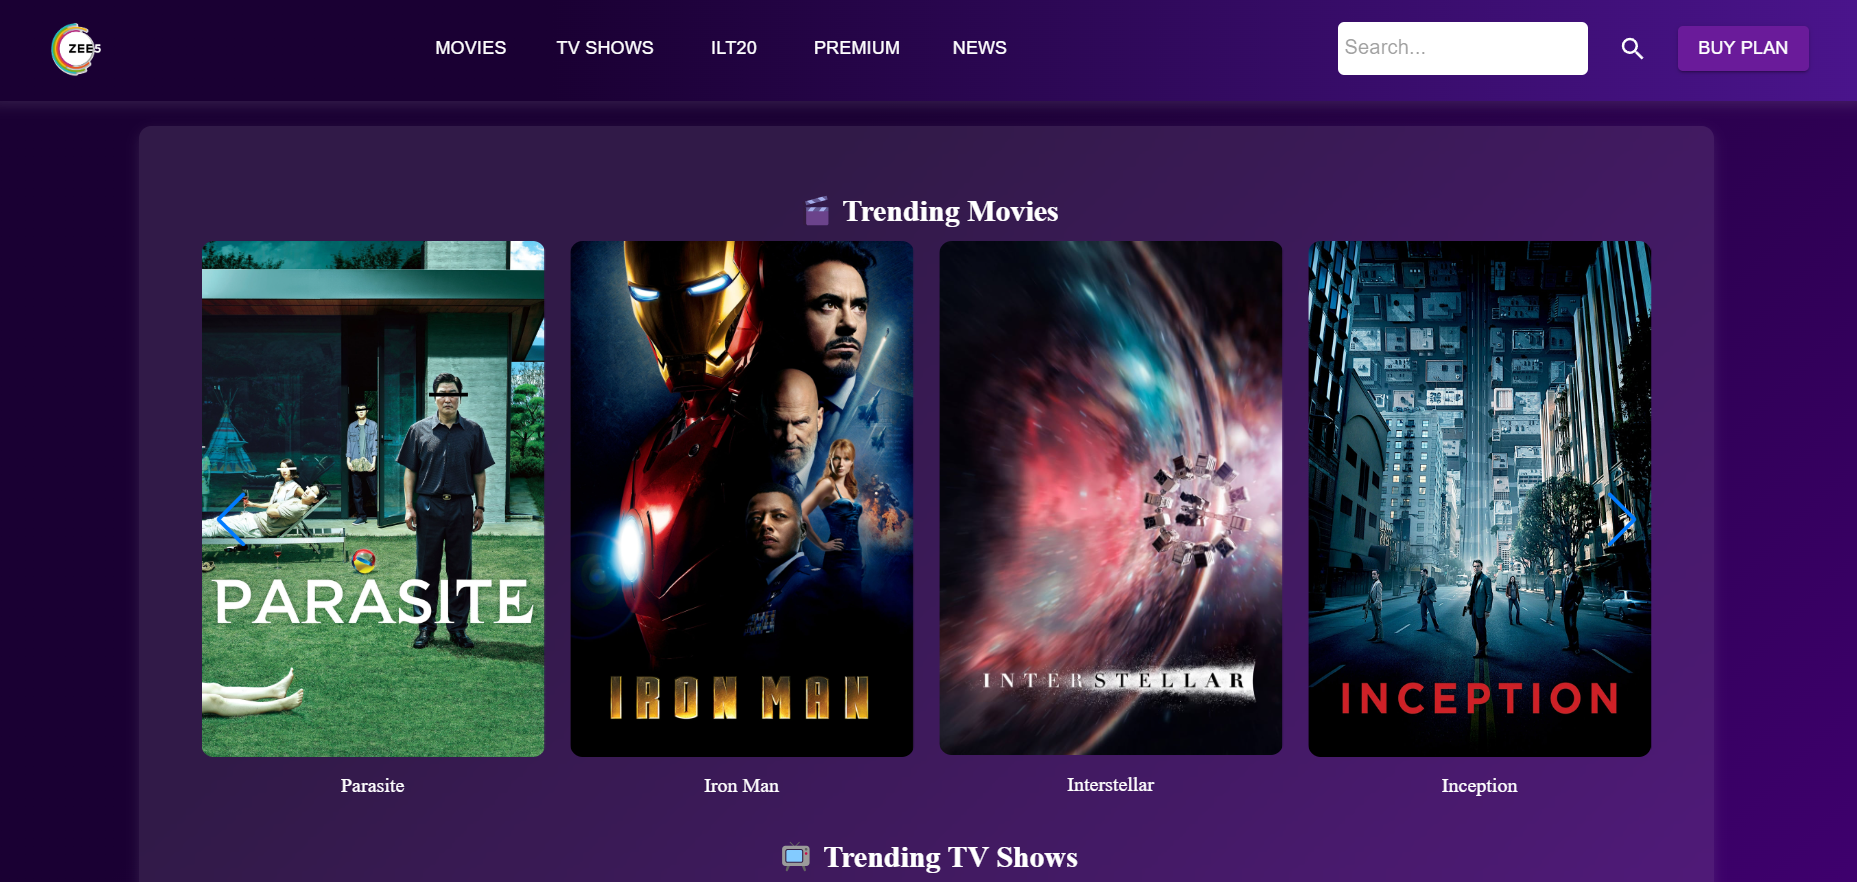 ZEE5
MOVIES TV SHOWS ILT20 PREMIUM NEWS
Search...
BUY PLAN
Trending Movies
PARASITE
IRON MAN
INTERSTELLAR
INCEPTION
Parasite
Iron Man
Interstellar
Inception
Trending TV Shows